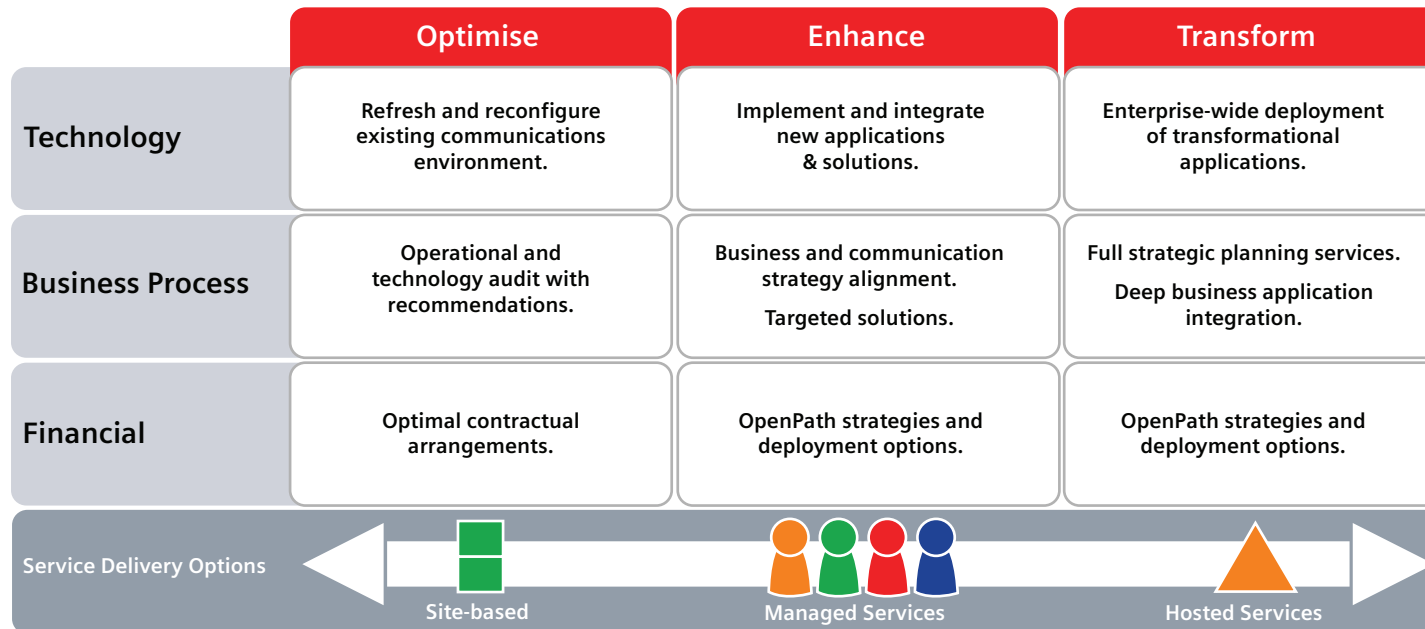 Optimise
Enhance
Transform
Technology
Refresh and reconfigure
existing communications
environment.
Implement and integrate
new applications
& solutions.
Enterprise-wide deployment
of transformational
applications.
Business Process
Operational and
technology audit with
recommendations.
Business and communication
strategy alignment.
Targeted solutions.
Full strategic planning services.
Deep business application
integration.
Financial
Optimal contractual
arrangements.
OpenPath strategies and
deployment options.
OpenPath strategies and
deployment options.
Service Delivery Options
Site-based
Managed Services
Hosted Services